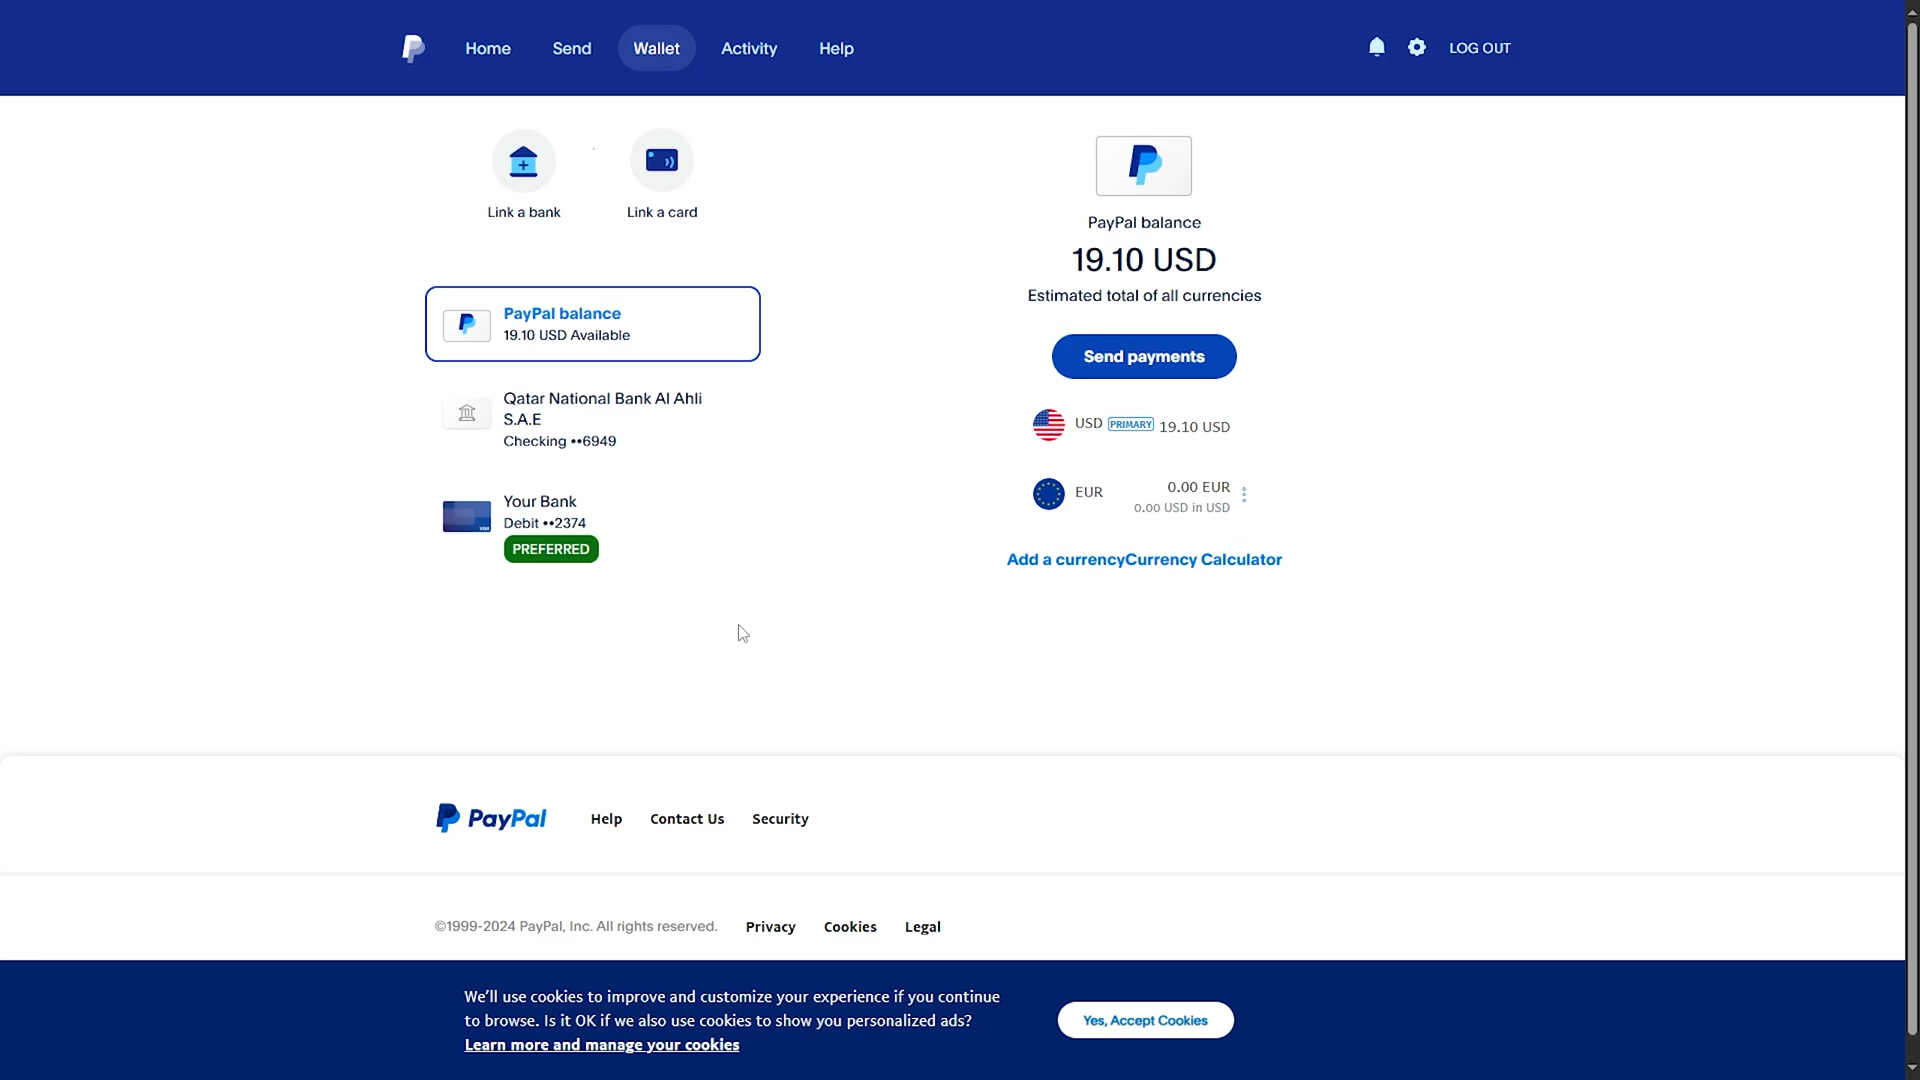 Home
Send
Wallet
Activity
Help
LOG OUT
Link a bank
Link a card
PayPal balance
19.10 USD Available
Qatar National Bank Al Ahli
S.A.E
Checking ••6949
Your Bank
Debit ••2374
PREFERRED
PayPal balance
19.10 USD
Estimated total of all currencies
Send payments
USD PRIMARY 19.10 USD
EUR 0.00 EUR
0.00 USD in USD
Add a currencyCurrency Calculator
PayPal
Help
Contact Us
Security
©1999-2024 PayPal, Inc. All rights reserved.
Privacy
Cookies
Legal
We’ll use cookies to improve and customize your experience if you continue
to browse. Is it OK if we also use cookies to show you personalized ads?
Learn more and manage your cookies
Yes, Accept Cookies